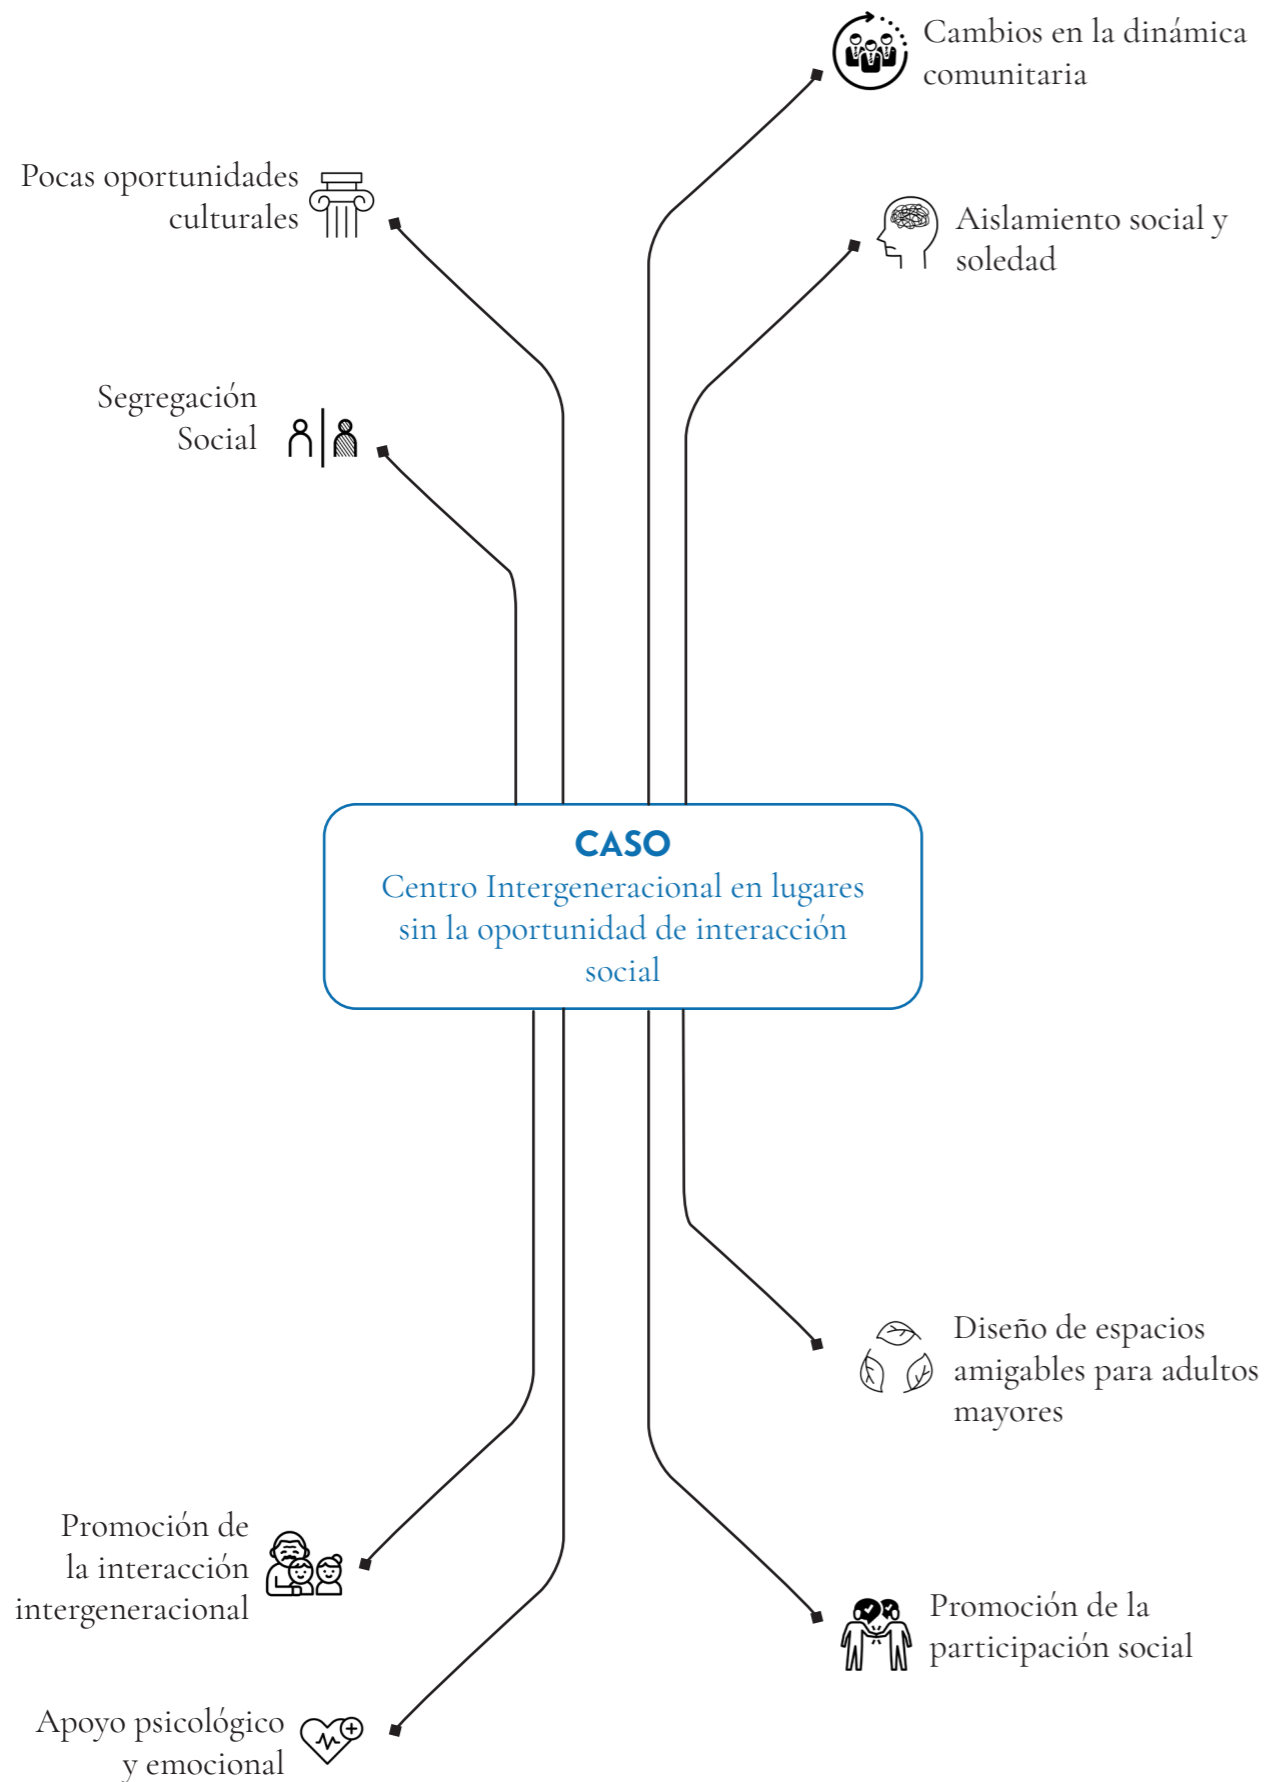 Cambios en la dinámica
comunitaria
Pocas oportunidades
culturales
Aislamiento social y
soledad
Segregación
Social
CASO
Centro Intergeneracional en lugares
sin la oportunidad de interacción
social
Diseño de espacios
amigables para adultos
mayores
Promoción de
la interacción
intergeneracional
Promoción de la
participación social
Apoyo psicológico
y emocional